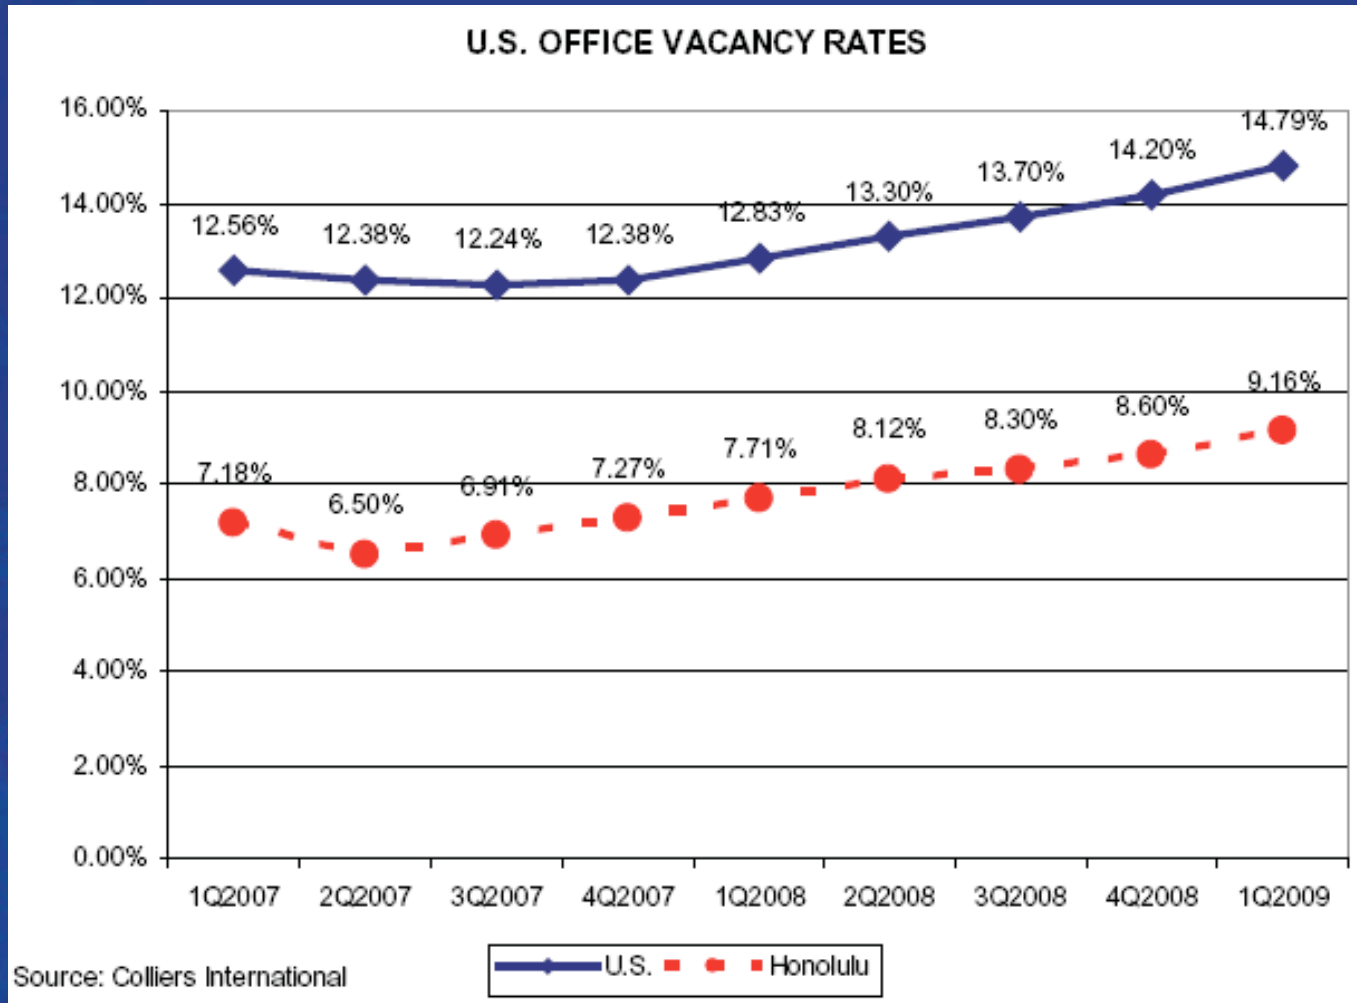 U.S. OFFICE VACANCY RATES
16.00%
14.00%
12.00%
10.00%
8.00%
6.00%
4.00%
2.00%
0.00%
12.56% 12.38% 12.24% 12.38% 12.83% 13.30% 13.70% 14.20% 14.79%
7.18% 6.50% 6.91% 7.27% 7.71% 8.12% 8.30% 8.60% 9.16%
1Q2007 2Q2007 3Q2007 4Q2007 1Q2008 2Q2008 3Q2008 4Q2008 1Q2009
U.S. Honolulu
Source: Colliers International